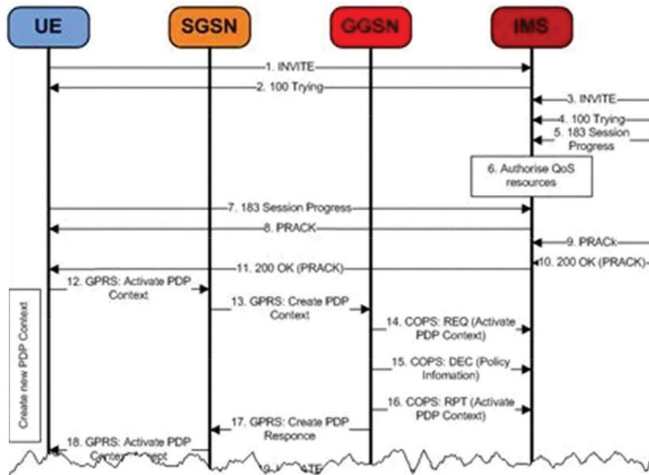 UE
SGSN
GGSN
IMS
1. INVITE
2. 100 Trying
3. INVITE
4. 100 Trying
5. 183 Session
Progress
6. Authorise QoS
resources
7. 183 Session Progress
8. PRACK
9. PRACk
10. 200 OK (PRACK)
11. 200 OK (PRACK)
12. GPRS: Activate PDP
Context
13. GPRS: Create PDP
Context
14. COPS: REQ (Activate
PDP Context)
15. COPS: DEC (Policy
Infomation)
16. COPS: RPT (Activate
PDP Context)
17. GPRS: Create PDP
Responce
18. GPRS: Activate PDP
Create new PDP Context